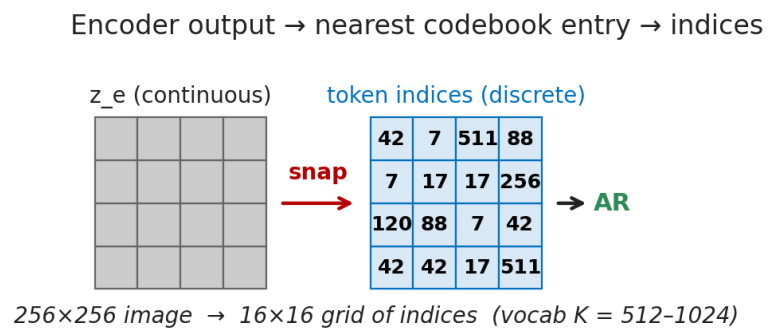 Encoder output → nearest codebook entry → indices
z_e (continuous)
token indices (discrete)
42 7 511 88
snap
7 17 17 256
AR
120 88 7 42
42 42 17 511
256×256 image → 16×16 grid of indices (vocab K = 512–1024)